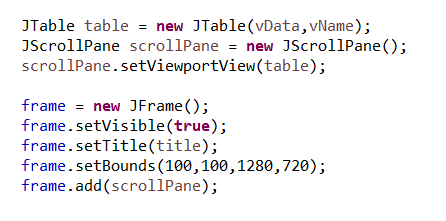 JTable table = new JTable(vData,vName);
JScrollPane scrollPane = new JScrollPane();
scrollPane.setViewportView(table);
frame = new JFrame();
frame.setVisible(true);
frame.setTitle(title);
frame.setBounds(100,100,1280,720);
frame.add(scrollPane);